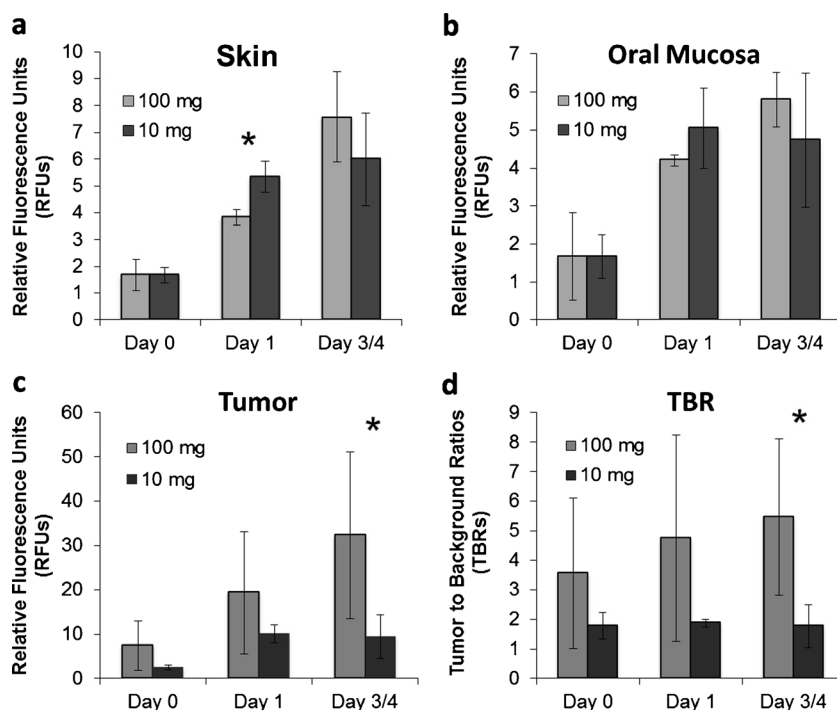 a
Skin
Relative Fluorescence Units
(RFUs)
10
9
8
7
6
5
4
3
2
1
0
100 mg
10 mg
*
Day 0 Day 1 Day 3/4
b
Oral Mucosa
Relative Fluorescence Units
(RFUs)
7
6
5
4
3
2
1
0
100 mg
10 mg
Day 0 Day 1 Day 3/4
c
Tumor
Relative Fluorescence Units
(RFUs)
60
50
40
30
20
10
0
100 mg
10 mg
*
Day 0 Day 1 Day 3/4
d
TBR
Tumor to Background Ratios
(TBRs)
9
8
7
6
5
4
3
2
1
0
100 mg
10 mg
*
Day 0 Day 1 Day 3/4